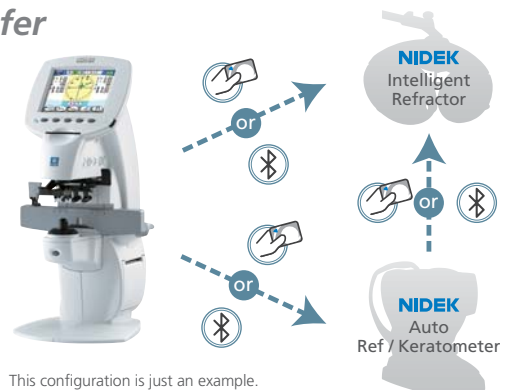 fer
or
NIDEK
Intelligent
Refractor
or
or
NIDEK
Auto
Ref / Keratometer
This configuration is just an example.